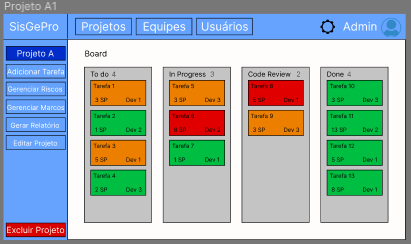 Projeto A1
SisGePro
Projetos
Equipes
Usuários
Admin
Projeto A
Adicionar Tarefa
Gerenciar Riscos
Gerenciar Marcos
Gerar Relatório
Editar Projeto
Excluir Projeto
Board
To do 4
Tarefa 1
3 SP Dev 1
Tarefa 2
1 SP Dev 2
Tarefa 3
5 SP Dev 1
Tarefa 4
2 SP Dev 3
In Progress 3
Tarefa 5
3 SP Dev 3
Tarefa 6
8 SP Dev 2
Tarefa 7
1 SP Dev 1
Code Review 2
Tarefa 8
1 SP Dev 1
Tarefa 9
3 SP Dev 3
Done 4
Tarefa 10
3 SP Dev 3
Tarefa 11
13 SP Dev 2
Tarefa 12
5 SP Dev 1
Tarefa 13
8 SP Dev 1